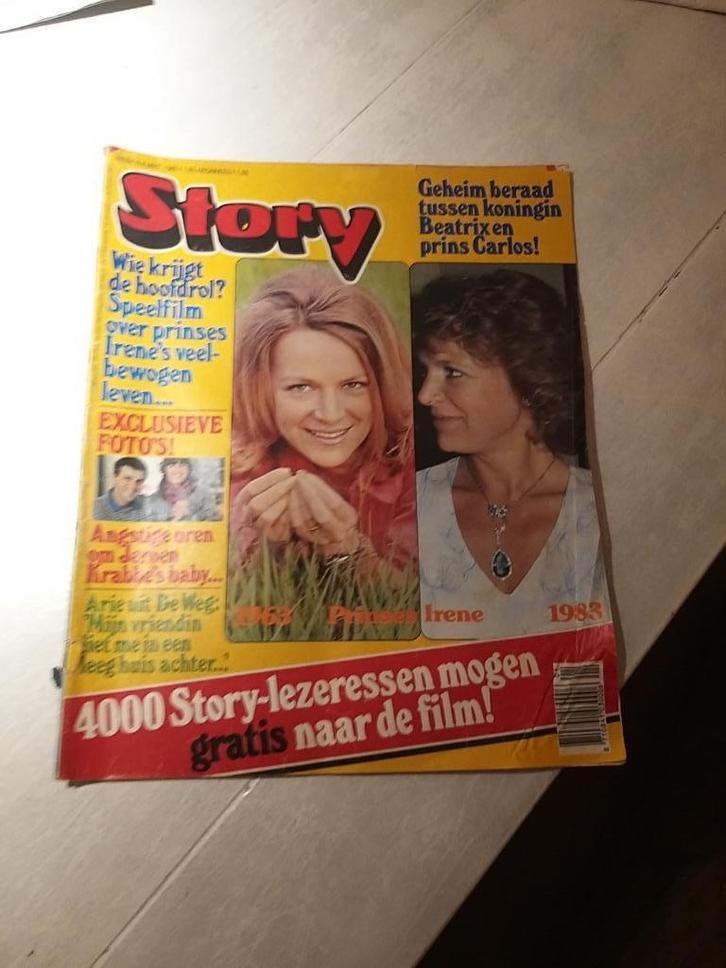 Story
Geheim beraad
tussen koningin
Beatrix en
prins Carlos!
Wie krijgt
de hoofdrol?
Speelfilm
over prinses
Irene's veel-
bewogen
leven...
EXCLUSIEVE
FOTO'S!
Angstige uren
om Jeroen
Krabbé's baby...
Arie uit De Weg:
'Mijn vriendin
liet me in een
leeg huis achter...'
1963 Prinses Irene 1983
4000 Story-lezeressen mogen
gratis naar de film!